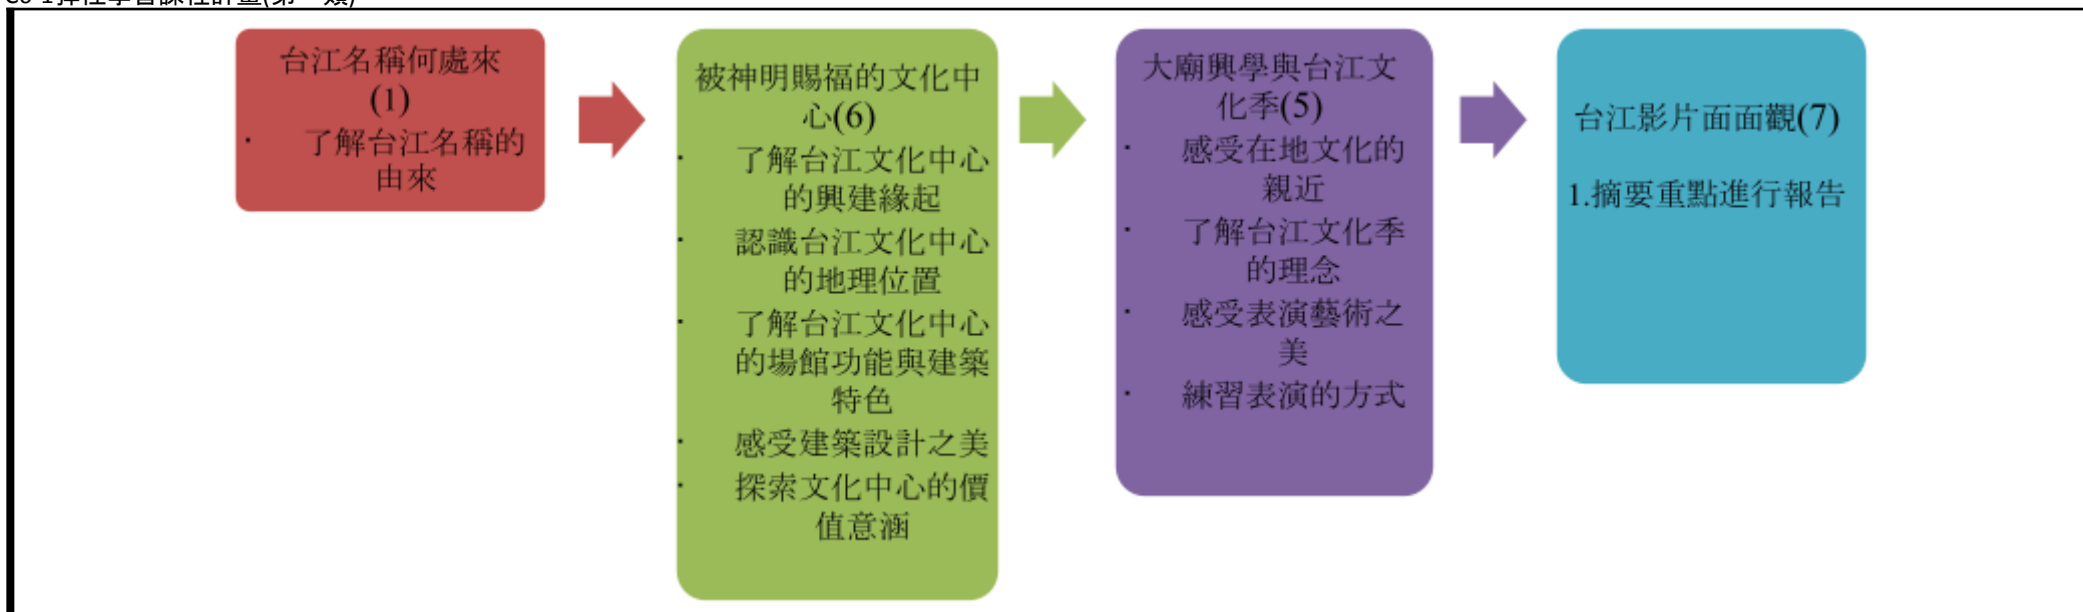 台江名稱何處來
(1)
· 了解台江名稱的
由來
被神明賜福的文化中
心(6)
· 了解台江文化中心
的興建緣起
· 認識台江文化中心
的地理位置
· 了解台江文化中心
的場館功能與建築
特色
· 感受建築設計之美
· 探索文化中心的價
值意涵
大廟興學與台江文
化季(5)
· 感受在地文化的
親近
· 了解台江文化季
的理念
· 感受表演藝術之
美
· 練習表演的方式
台江影片面面觀(7)
1.摘要重點進行報告